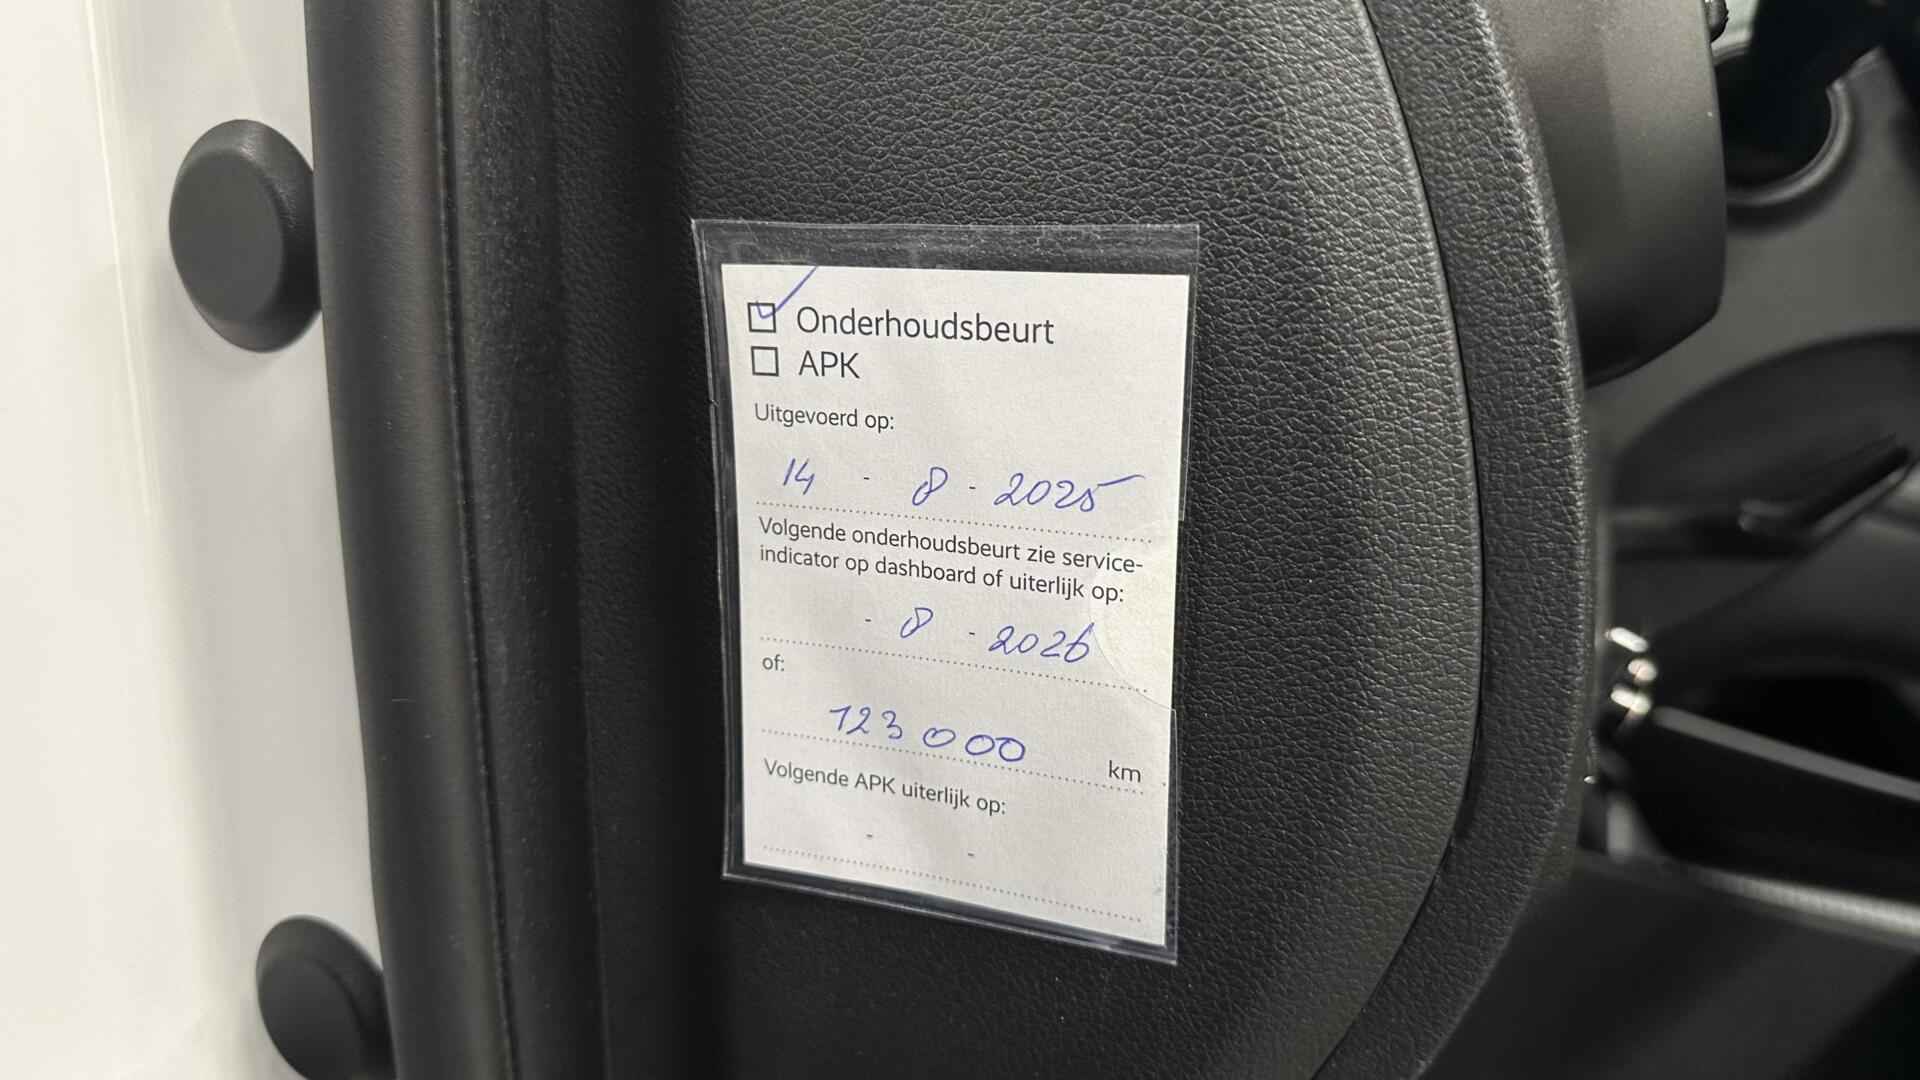 Onderhoudsbeurt
APK
Uitgevoerd op:
14 - 8 - 2025
Volgende onderhoudsbeurt zie service-
indicator op dashboard of uiterlijk op:
- 8 - 2026
of:
123 000 km
Volgende APK uiterlijk op:
- -